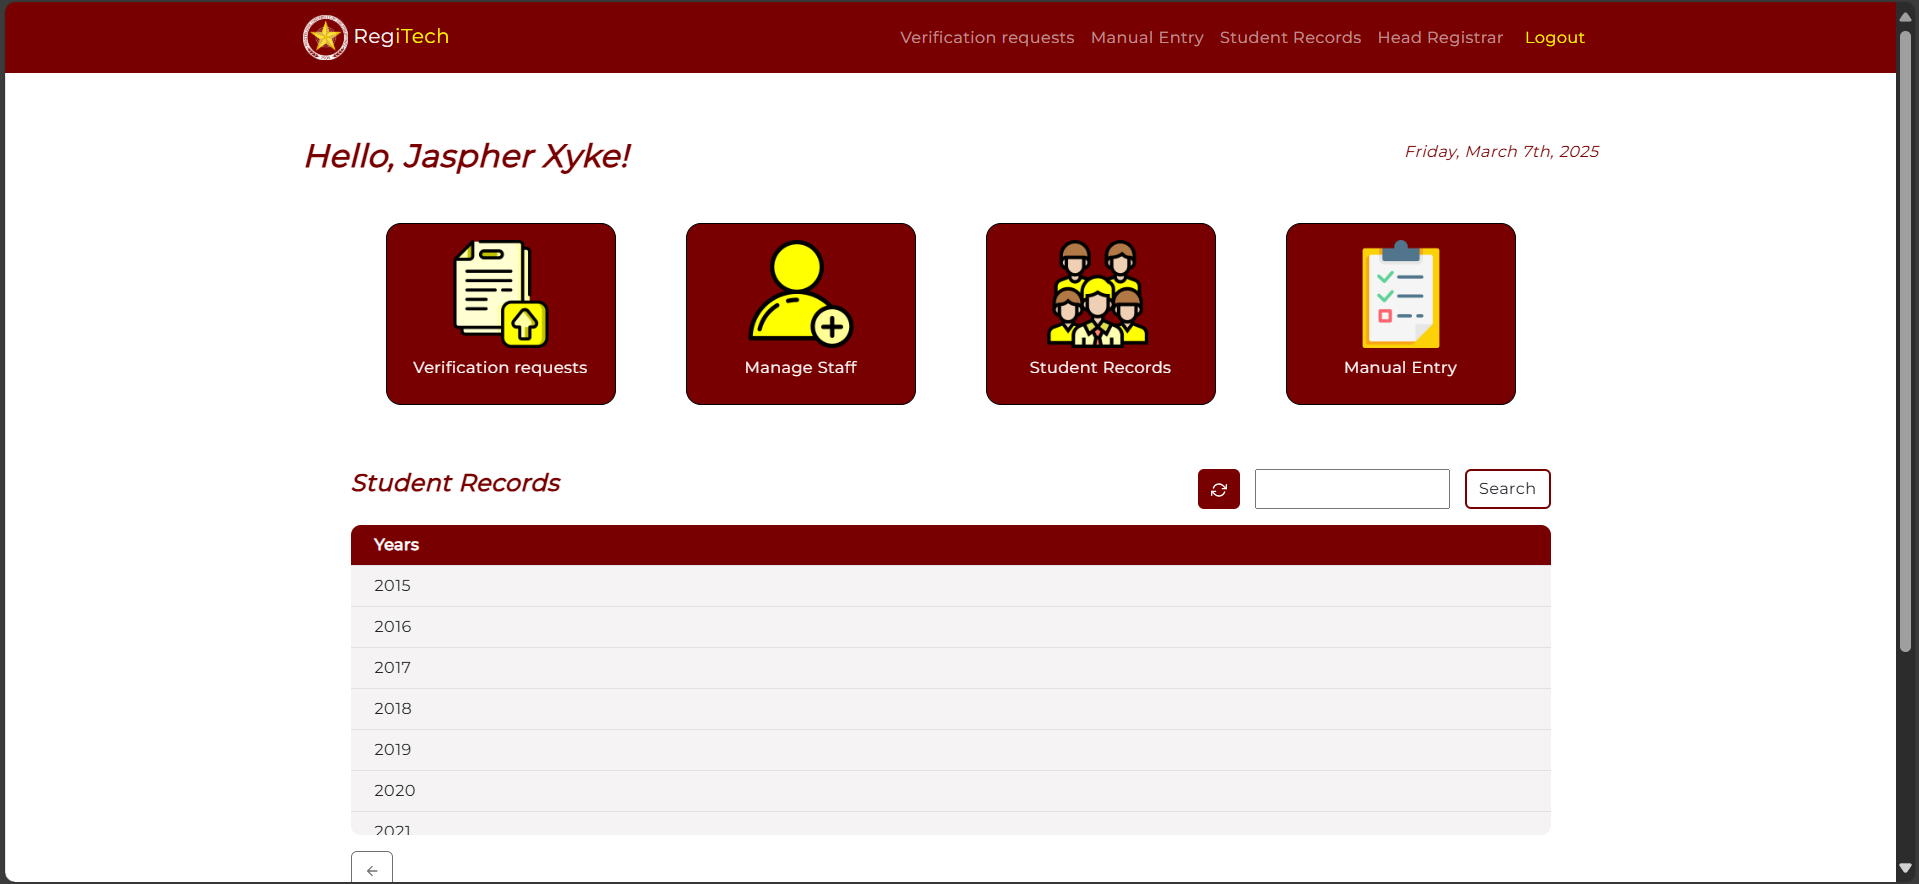 RegiTech
Verification requests Manual Entry Student Records Head Registrar Logout
Hello, Jaspher Xyke!
Friday, March 7th, 2025
Verification requests
Manage Staff
Student Records
Manual Entry
Student Records
Search
Years
2015
2016
2017
2018
2019
2020
2021